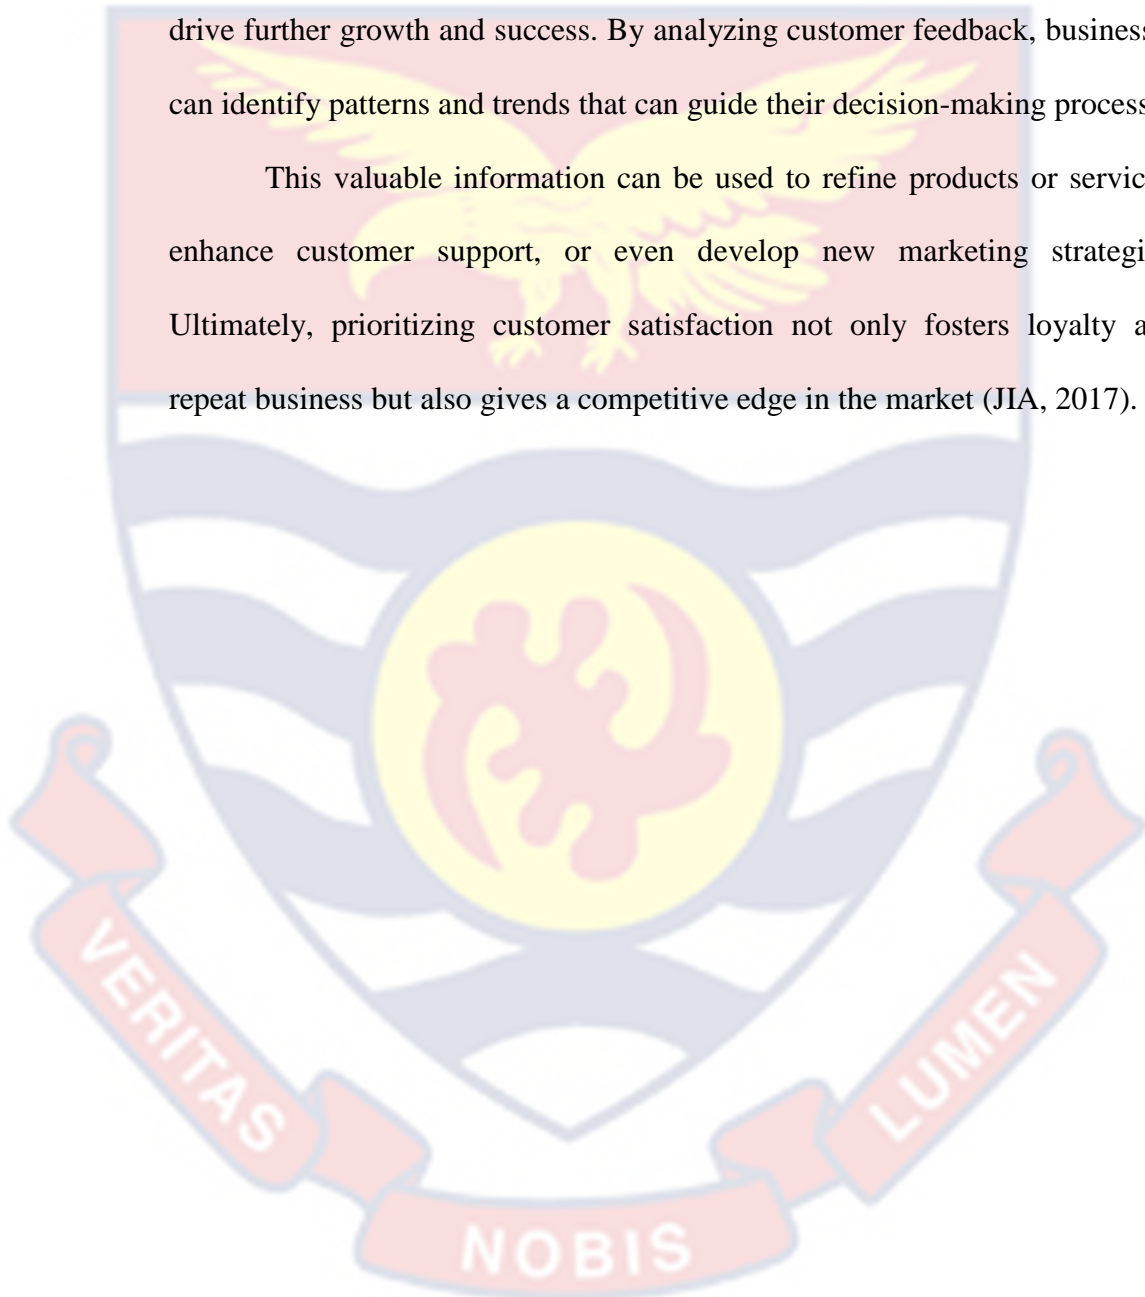 drive further growth and success. By analyzing customer feedback, business
can identify patterns and trends that can guide their decision-making process
This valuable information can be used to refine products or servic
enhance customer support, or even develop new marketing strategi
Ultimately, prioritizing customer satisfaction not only fosters loyalty a
repeat business but also gives a competitive edge in the market (JIA, 2017).
VERITAS
NOBIS
LUMEN